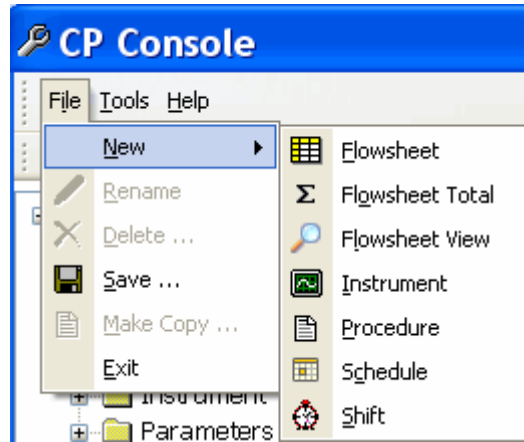 CP Console
File Tools Help
New
Rename
Delete ...
Save ...
Make Copy ...
Exit
Flowsheet
Σ Flowsheet Total
Flowsheet View
Instrument
Procedure
Schedule
Shift
Instrument
Parameters